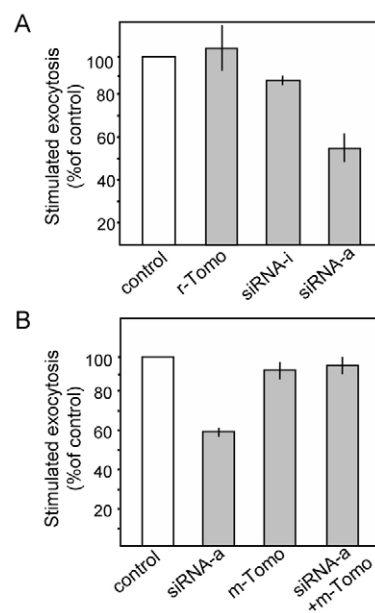 A
Stimulated exocytosis
(%of control)
100
80
60
40
20
control
r-Tomo
siRNA-i
siRNA-a
B
Stimulated exocytosis
(%of control)
100
80
60
40
20
control
siRNA-a
m-Tomo
siRNA-a
+m-Tomo